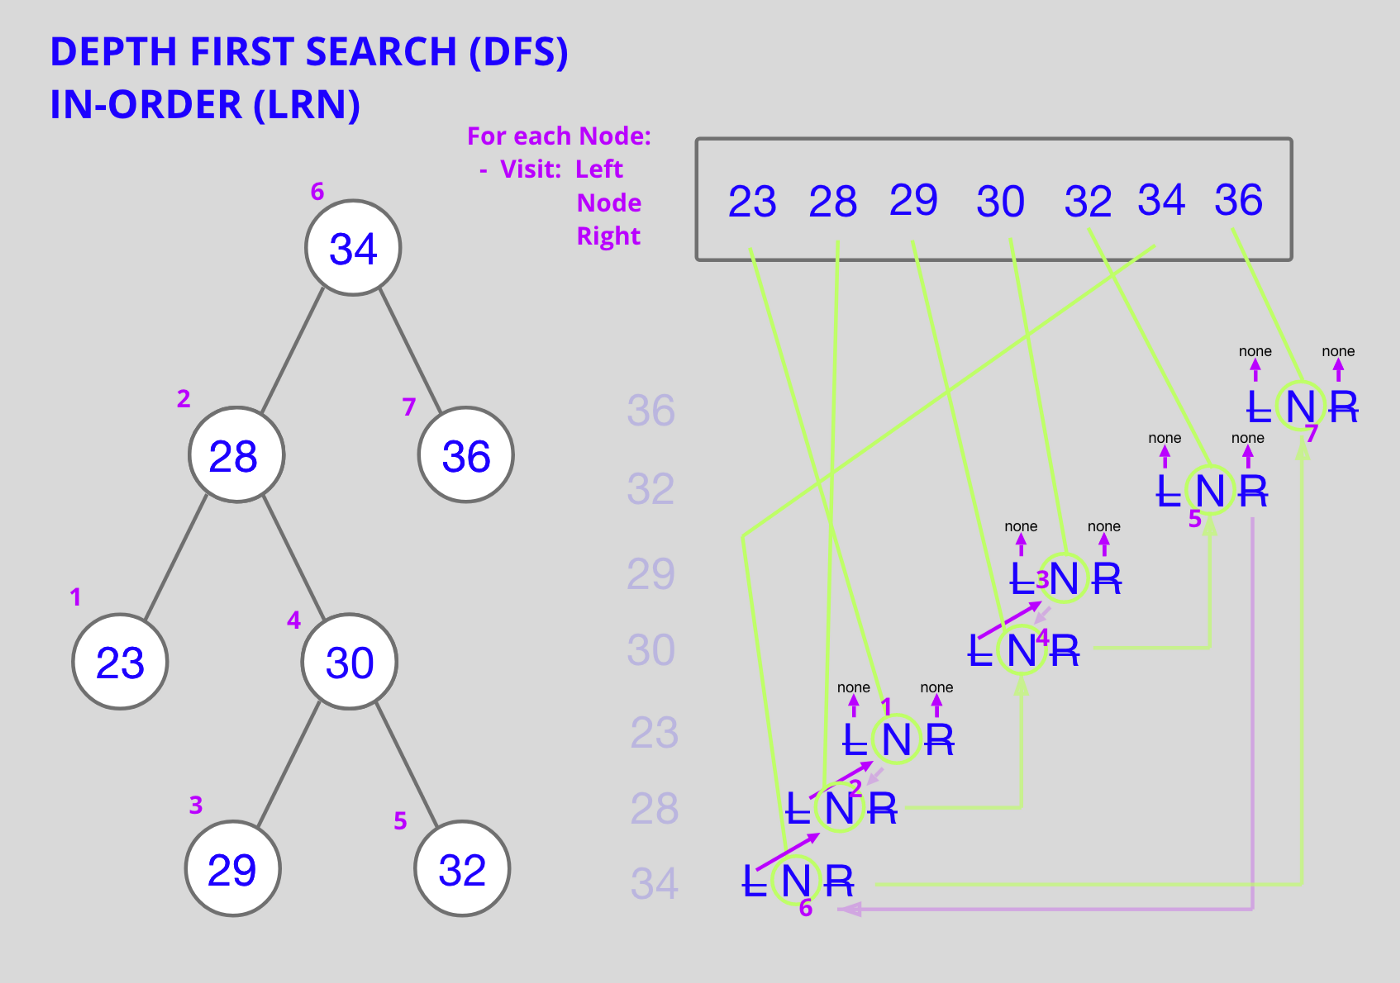 DEPTH FIRST SEARCH (DFS)
IN-ORDER (LRN)
For each Node:
- Visit: Left
Node
Right
23 28 29 30 32 34 36
6
34
2
28
7
36
1
23
4
30
3
29
5
32
36
none none
L N R
7
32
none none
L N R
5
29
none none
L N R
3
30
L N R
4
23
none none
L N R
1
28
L N R
2
34
L N R
6